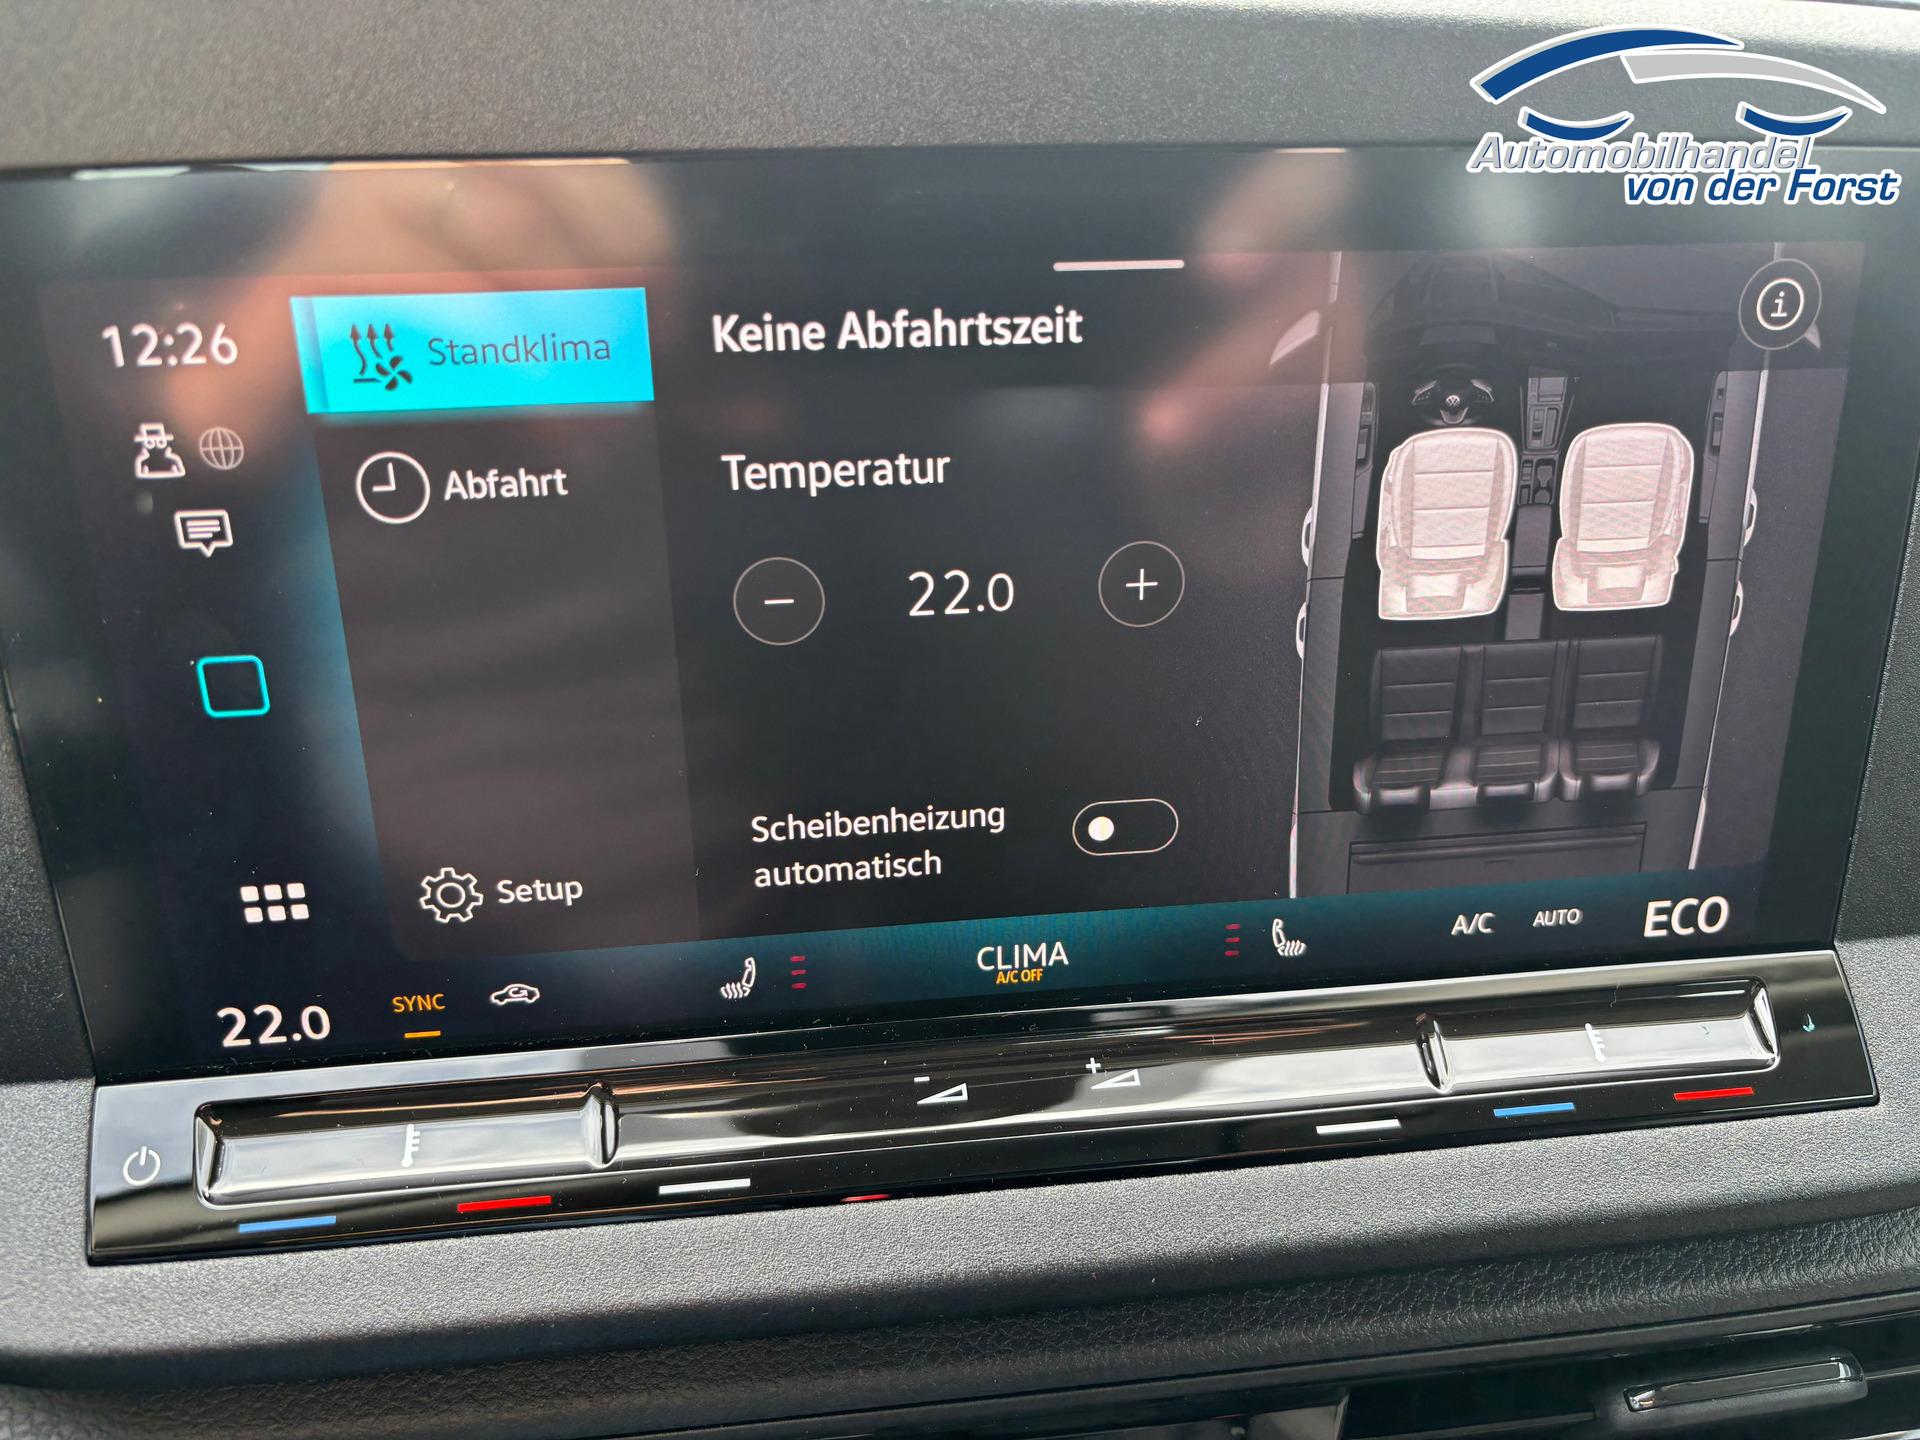 Automobilhandel
von der Forst
12:26
Standklima
Abfahrt
Setup
Keine Abfahrtszeit
Temperatur
22.0
Scheibenheizung
automatisch
i
22.0
SYNC
CLIMA
A/C OFF
A/C
AUTO
ECO